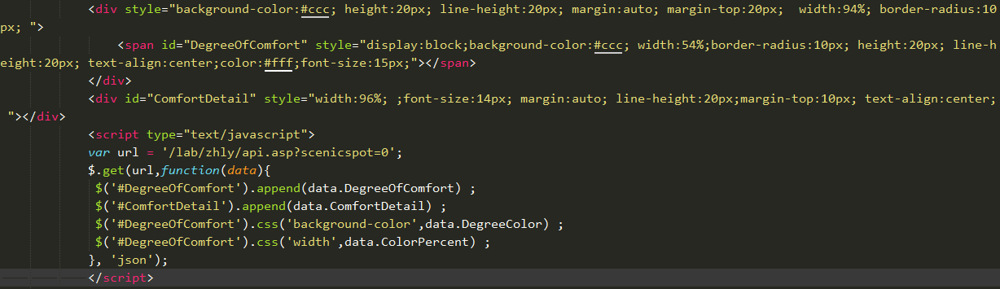 <div style="background-color:#ccc; height:20px; line-height:20px; margin:auto; margin-top:20px;  width:94%; border-radius:10
px; ">
<span id="DegreeOfComfort" style="display:block;background-color:#ccc; width:54%;border-radius:10px; height:20px; line-h
eight:20px; text-align:center;color:#fff;font-size:15px;"></span>
</div>
<div id="ComfortDetail" style="width:96%; ;font-size:14px; margin:auto; line-height:20px;margin-top:10px; text-align:center;
"></div>
<script type="text/javascript">
var url = '/lab/zhly/api.asp?scenicspot=0';
$.get(url,function(data){
$('#DegreeOfComfort').append(data.DegreeOfComfort) ;
$('#ComfortDetail').append(data.ComfortDetail) ;
$('#DegreeOfComfort').css('background-color',data.DegreeColor) ;
$('#DegreeOfComfort').css('width',data.ColorPercent) ;
}, 'json');
</script>